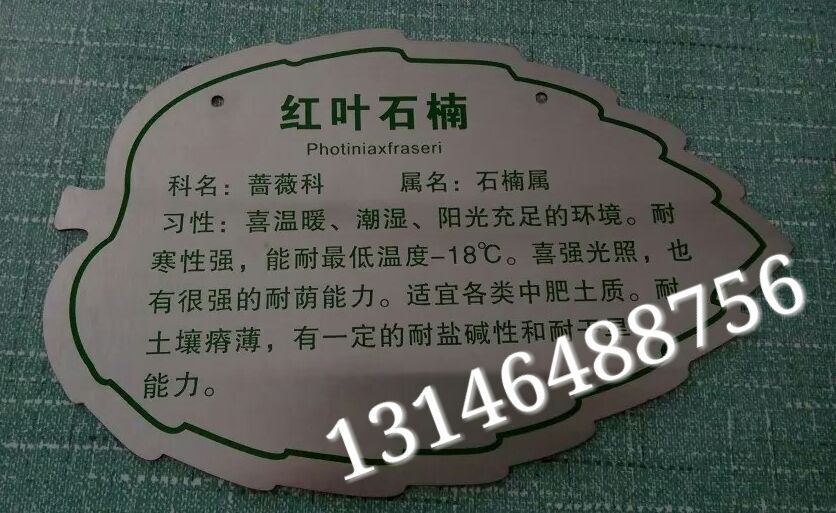 红叶石楠
Photiniaxfraseri
科名：蔷薇科 属名：石楠属
习性：喜温暖、潮湿、阳光充足的环境。耐
寒性强，能耐最低温度-18℃。喜强光照，也
有很强的耐荫能力。适宜各类中肥土质。耐
土壤瘠薄，有一定的耐盐碱性和耐干旱
能力。
13146488756